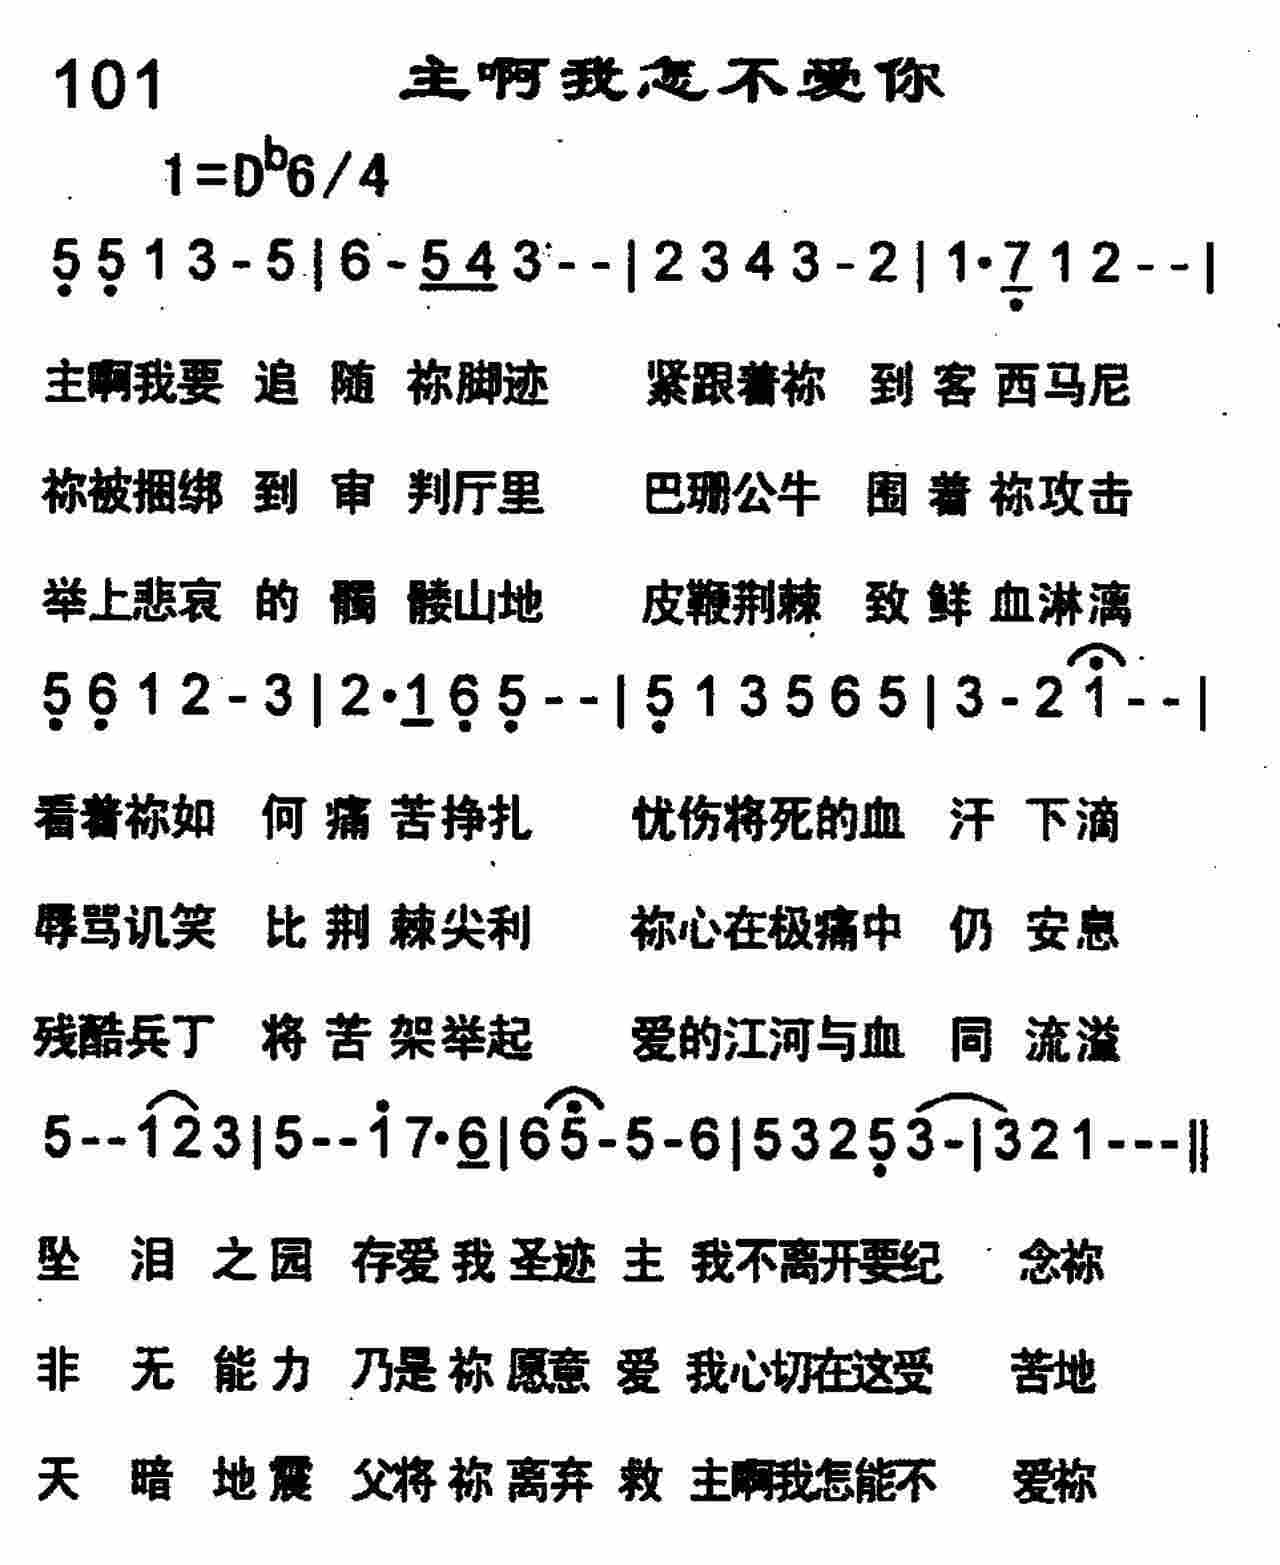 101 主啊我怎不爱你
1=Dᵇ6/4
5 5 1 3 - 5 | 6 - 5 4 3 - - | 2 3 4 3 - 2 | 1 · 7 1 2 - - |
主啊我要 追 随 祢脚迹 紧跟着祢 到 客 西马尼
祢被捆绑 到 审 判厅里 巴珊公牛 围 着 祢攻击
举上悲哀 的 髑 髅山地 皮鞭荆棘 致 鲜 血淋漓
5 6 1 2 - 3 | 2 · 1 6 5 - - | 5 1 3 5 6 5 | 3 - 2 1 - - |
看着祢如 何 痛 苦挣扎 忧伤将死的血 汗 下滴
辱骂讥笑 比 荆 棘尖利 祢心在极痛中 仍 安息
残酷兵丁 将 苦 架举起 爱的江河与血 同 流溢
5 - - 1 2 3 | 5 - - 1 7 · 6 | 6 5 - 5 - 6 | 5 3 2 5 3 - | 3 2 1 - - - ‖
坠 泪 之 园 存爱 我 圣迹 主 我不离开要纪 念祢
非 无 能 力 乃是 祢 愿意 爱 我心切在这受 苦地
天 暗 地 震 父将 祢 离弃 救 主啊我怎能不 爱祢